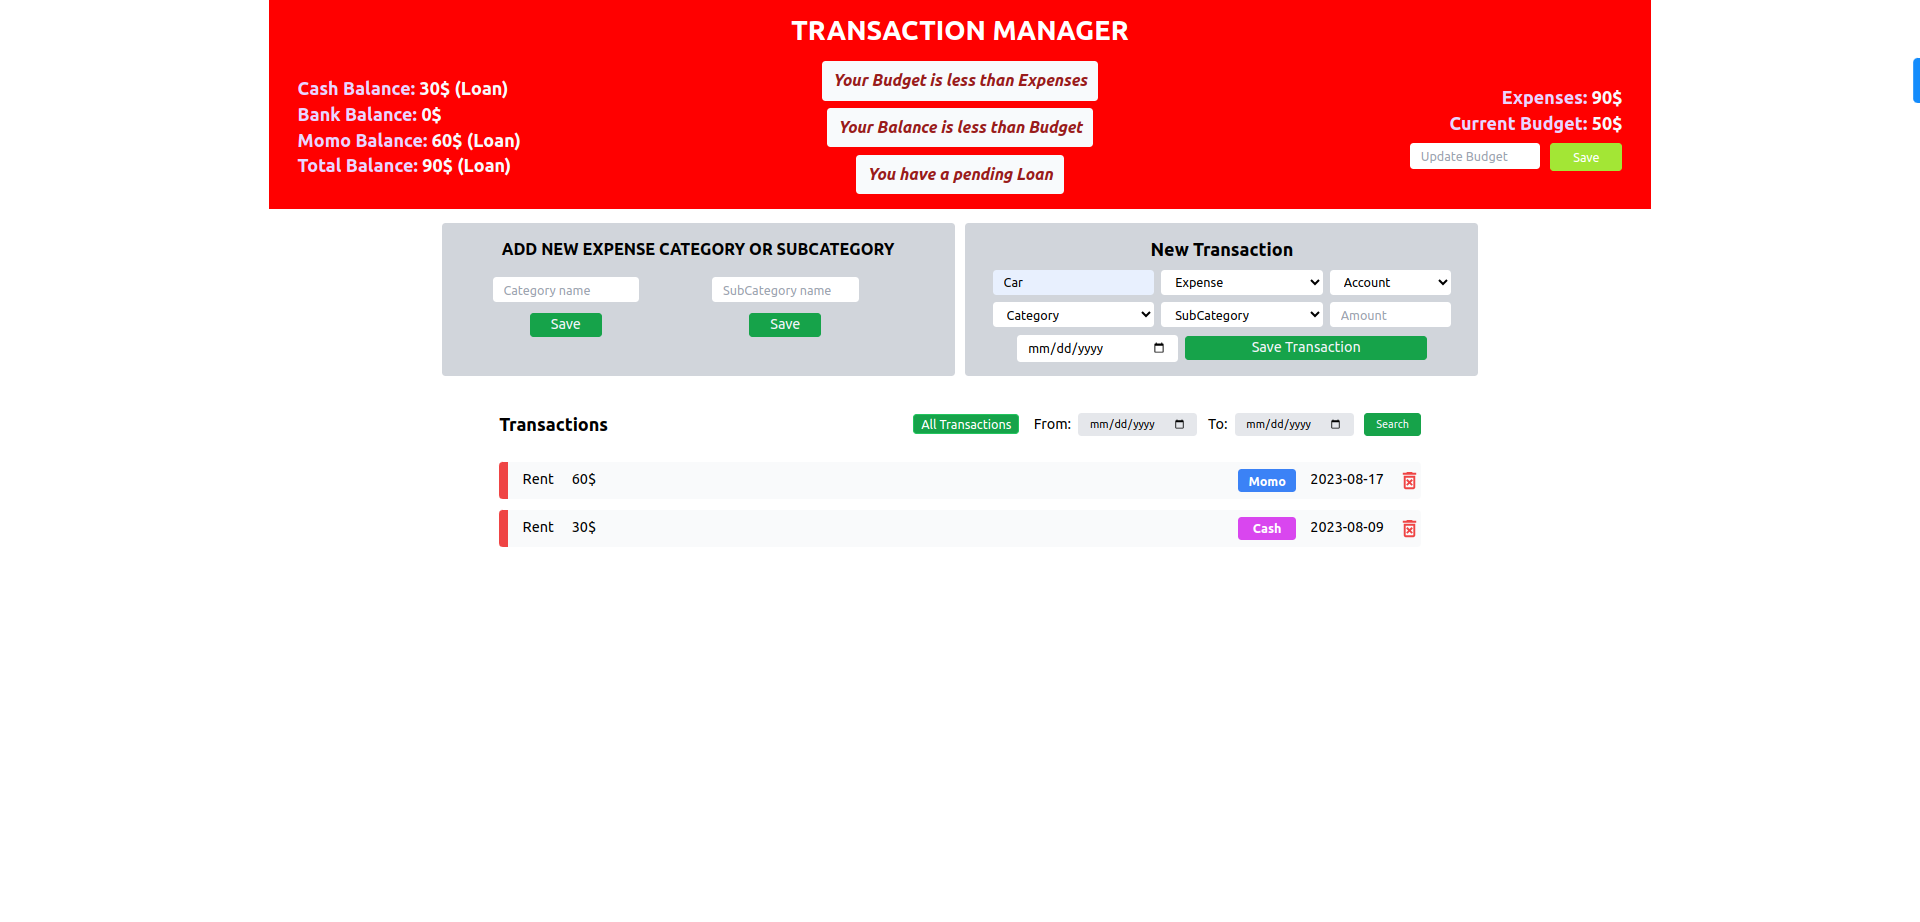 TRANSACTION MANAGER
Cash Balance: 30$ (Loan)
Bank Balance: 0$
Momo Balance: 60$ (Loan)
Total Balance: 90$ (Loan)
Your Budget is less than Expenses
Your Balance is less than Budget
You have a pending Loan
Expenses: 90$
Current Budget: 50$
Update Budget Save
ADD NEW EXPENSE CATEGORY OR SUBCATEGORY
Category name SubCategory name
Save Save
New Transaction
Car Expense Account
Category SubCategory Amount
mm/dd/yyyy Save Transaction
Transactions All Transactions From: mm/dd/yyyy To: mm/dd/yyyy Search
Rent 60$ Momo 2023-08-17
Rent 30$ Cash 2023-08-09